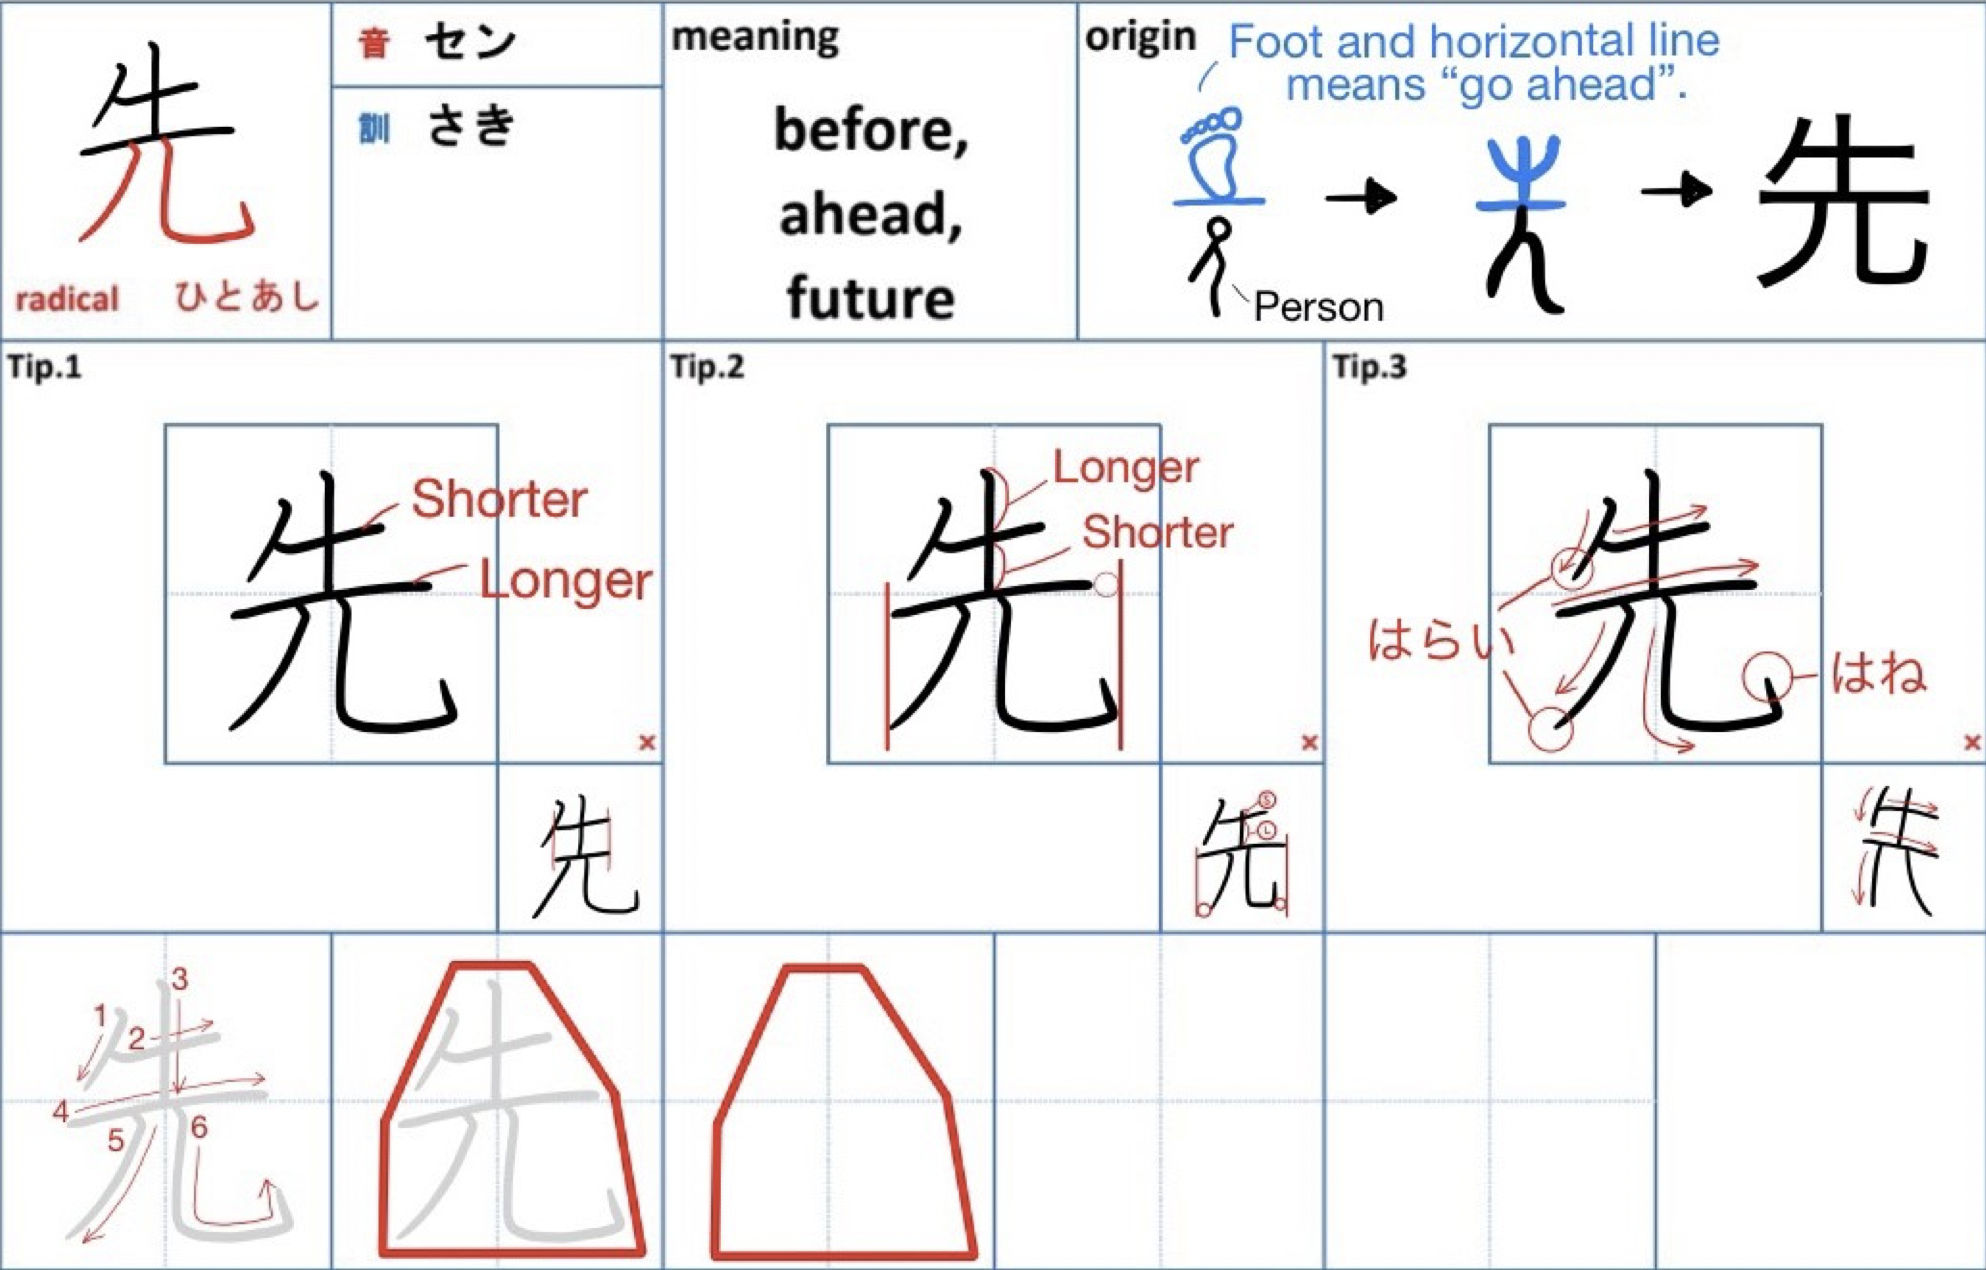 先
radical ひとあし
音 セン
訓 さき
meaning
before,
ahead,
future
origin
Foot and horizontal line
means “go ahead”.
Person
先
Tip.1
先
Shorter
Longer
×
先
Tip.2
先
Longer
Shorter
×
先
S
L
Tip.3
先
はらい
はね
×
先
1
2
3
4
5
6
先